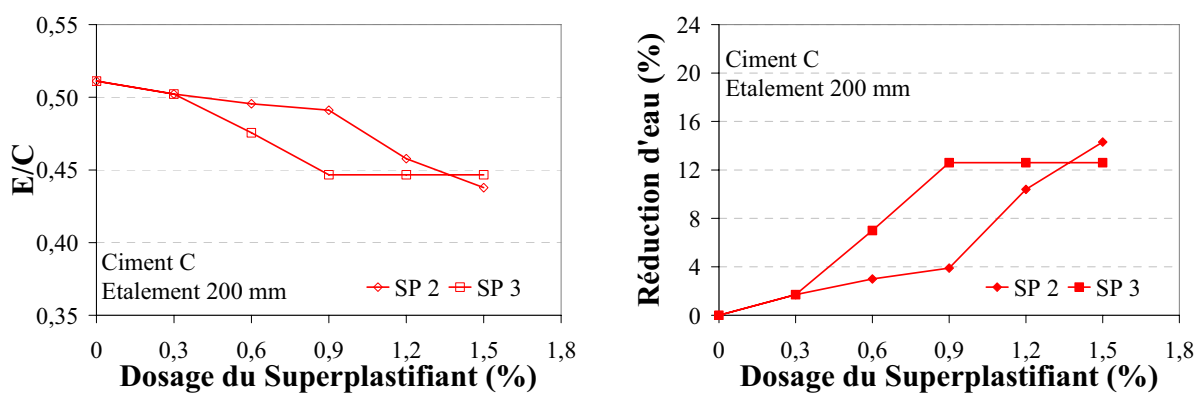 0,55
0,50
0,45
0,40
0,35
E/C
Ciment C
Etalement 200 mm
SP 2
SP 3
0
0,3
0,6
0,9
1,2
1,5
1,8
Dosage du Superplastifiant (%)
24
20
16
12
8
4
0
Réduction d'eau (%)
Ciment C
Etalement 200 mm
SP 2
SP 3
0
0,3
0,6
0,9
1,2
1,5
1,8
Dosage du Superplastifiant (%)